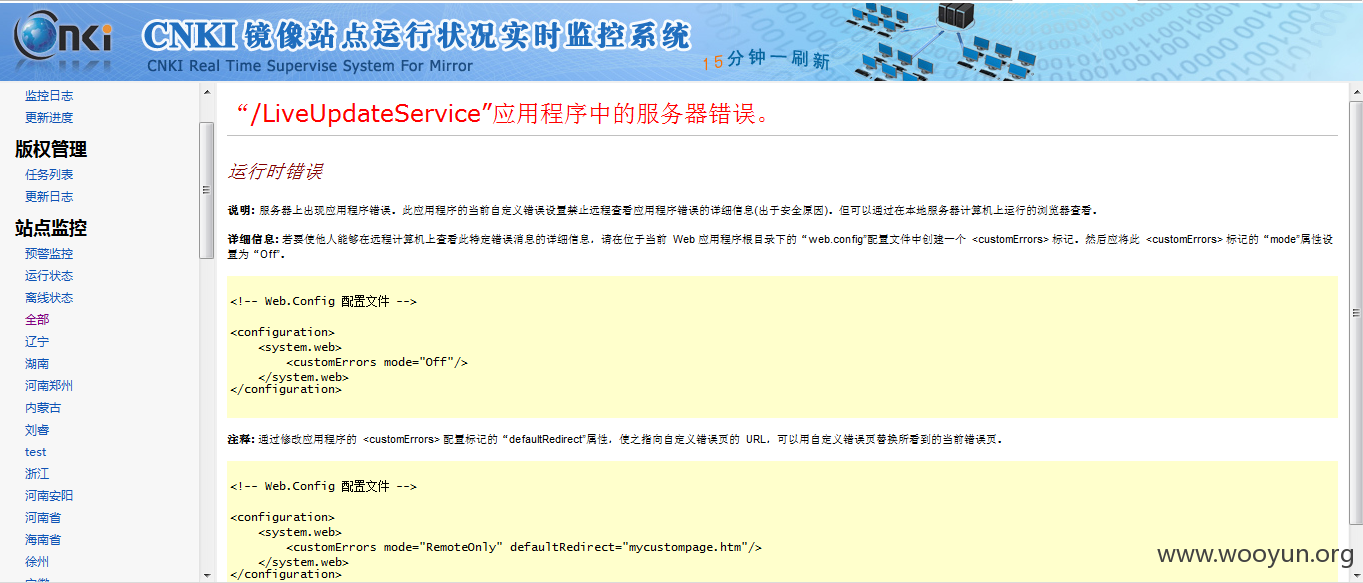 cnki
CNKI 镜像站点运行状况实时监控系统
CNKI Real Time Supervise System For Mirror
15分钟一刷新
监控日志
更新进度
版权管理
任务列表
更新日志
站点监控
预警监控
运行状态
离线状态
全部
辽宁
湖南
河南郑州
内蒙古
刘睿
test
浙江
河南安阳
河南省
海南省
徐州
“/LiveUpdateService”应用程序中的服务器错误。
运行时错误
说明: 服务器上出现应用程序错误。此应用程序的当前自定义错误设置禁止远程查看应用程序错误的详细信息(出于安全原因)。但可以通过在本地服务器计算机上运行的浏览器查看。
详细信息: 若要使他人能够在远程计算机上查看此特定错误消息的详细信息，请在位于当前 Web 应用程序根目录下的“web.config”配置文件中创建一个 <customErrors> 标记。然后应将此 <customErrors> 标记的“mode”属性设
置为“Off”。
<!-- Web.Config 配置文件 -->
<configuration>
<system.web>
<customErrors mode="Off"/>
</system.web>
</configuration>
注释: 通过修改应用程序的 <customErrors> 配置标记的“defaultRedirect”属性，使之指向自定义错误页的 URL，可以用自定义错误页替换所看到的当前错误页。
<!-- Web.Config 配置文件 -->
<configuration>
<system.web>
<customErrors mode="RemoteOnly" defaultRedirect="mycustompage.htm"/>
</system.web>
</configuration>
www.wooyun.org